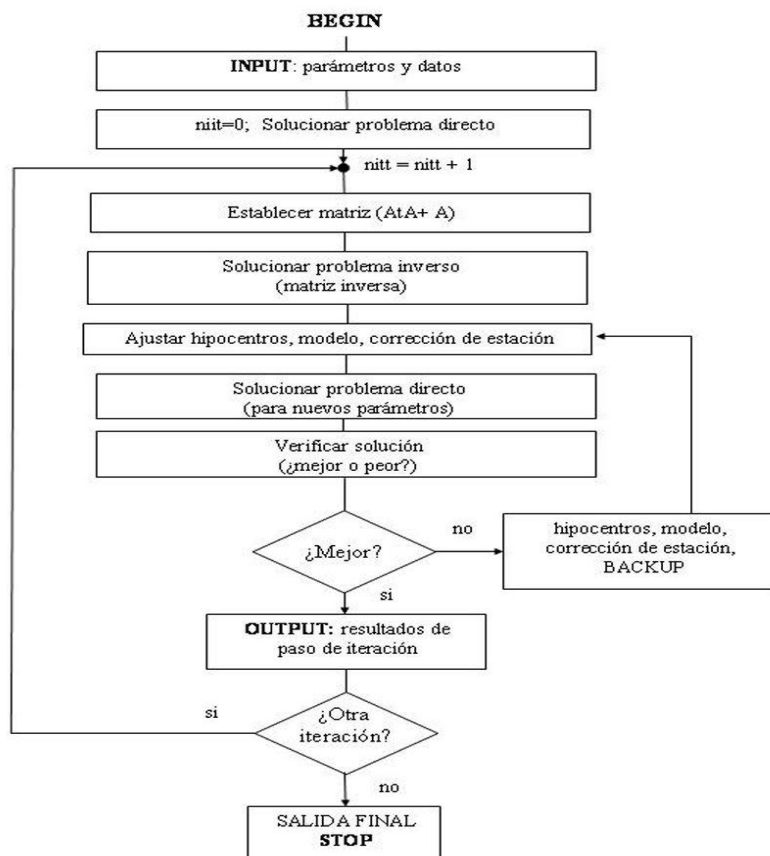 BEGIN
INPUT: parámetros y datos
niit=0; Solucionar problema directo
nitt = nitt + 1
Establecer matriz (AtA+ A)
Solucionar problema inverso
(matriz inversa)
Ajustar hipocentros, modelo, corrección de estación
Solucionar problema directo
(para nuevos parámetros)
Verificar solución
(¿mejor o peor?)
¿Mejor?
no
hipocentros, modelo,
corrección de estación,
BACKUP
si
OUTPUT: resultados de
paso de iteración
si
¿Otra
iteración?
no
SALIDA FINAL
STOP